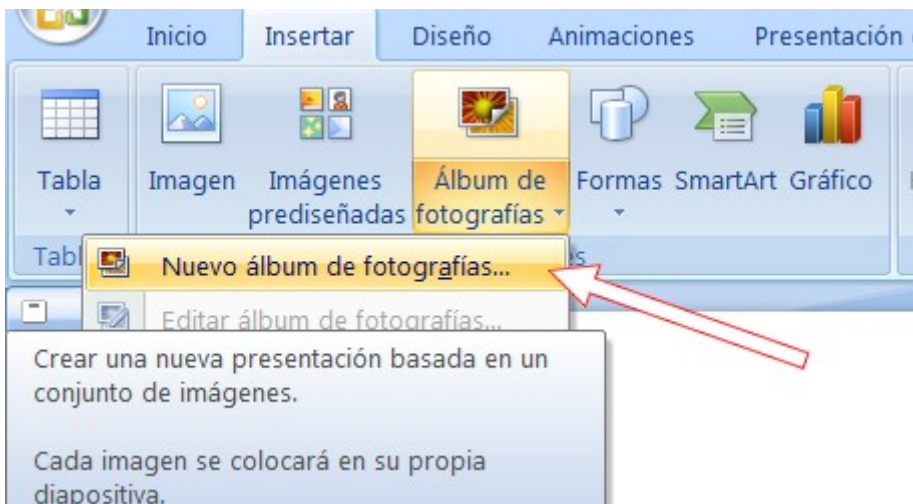 Inicio Insertar Diseño Animaciones Presentación
Tabla Imagen Imágenes prediseñadas Álbum de fotografías Formas SmartArt Gráfico
Nuevo álbum de fotografías...
Editar álbum de fotografías...
Crear una nueva presentación basada en un
conjunto de imágenes.
Cada imagen se colocará en su propia
diapositiva.